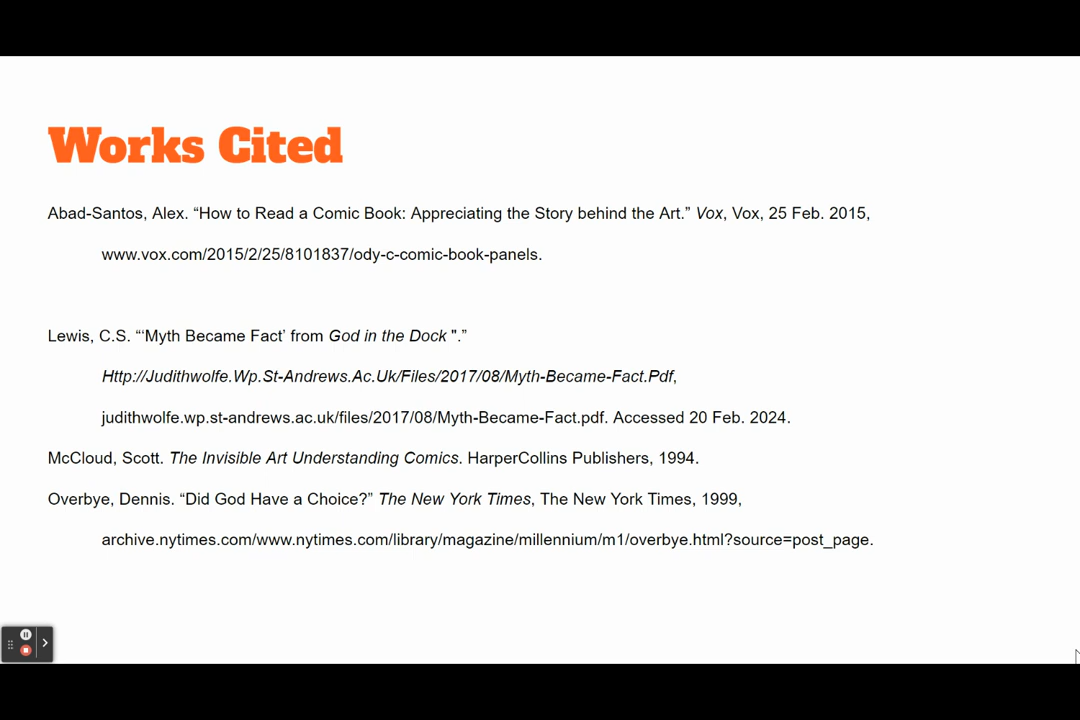 Works Cited
Abad-Santos, Alex. “How to Read a Comic Book: Appreciating the Story behind the Art.” Vox, Vox, 25 Feb. 2015,
www.vox.com/2015/2/25/8101837/ody-c-comic-book-panels.
Lewis, C.S. “‘Myth Became Fact’ from God in the Dock ".”
Http://Judithwolfe.Wp.St-Andrews.Ac.Uk/Files/2017/08/Myth-Became-Fact.Pdf,
judithwolfe.wp.st-andrews.ac.uk/files/2017/08/Myth-Became-Fact.pdf. Accessed 20 Feb. 2024.
McCloud, Scott. The Invisible Art Understanding Comics. HarperCollins Publishers, 1994.
Overbye, Dennis. “Did God Have a Choice?” The New York Times, The New York Times, 1999,
archive.nytimes.com/www.nytimes.com/library/magazine/millennium/m1/overbye.html?source=post_page.